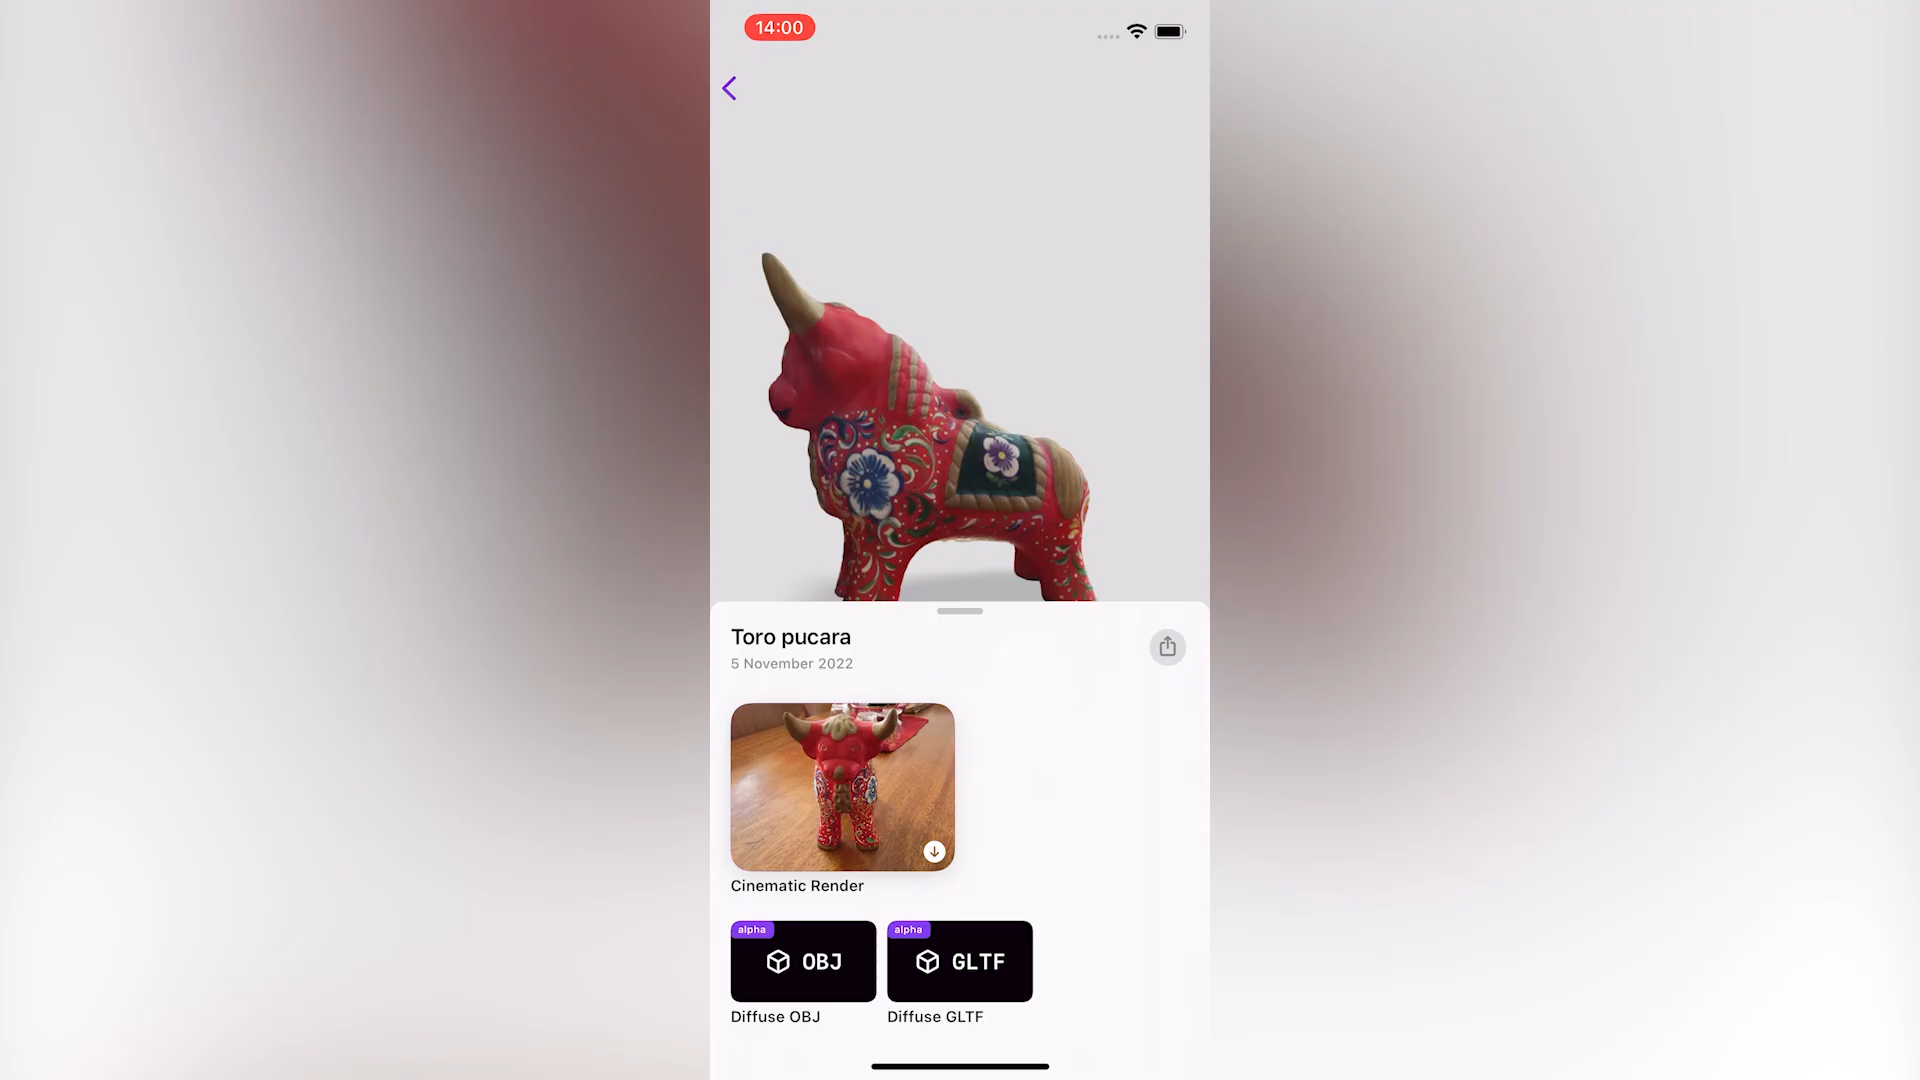 14:00
Toro pucara
5 November 2022
Cinematic Render
alpha
OBJ
alpha
GLTF
Diffuse OBJ
Diffuse GLTF